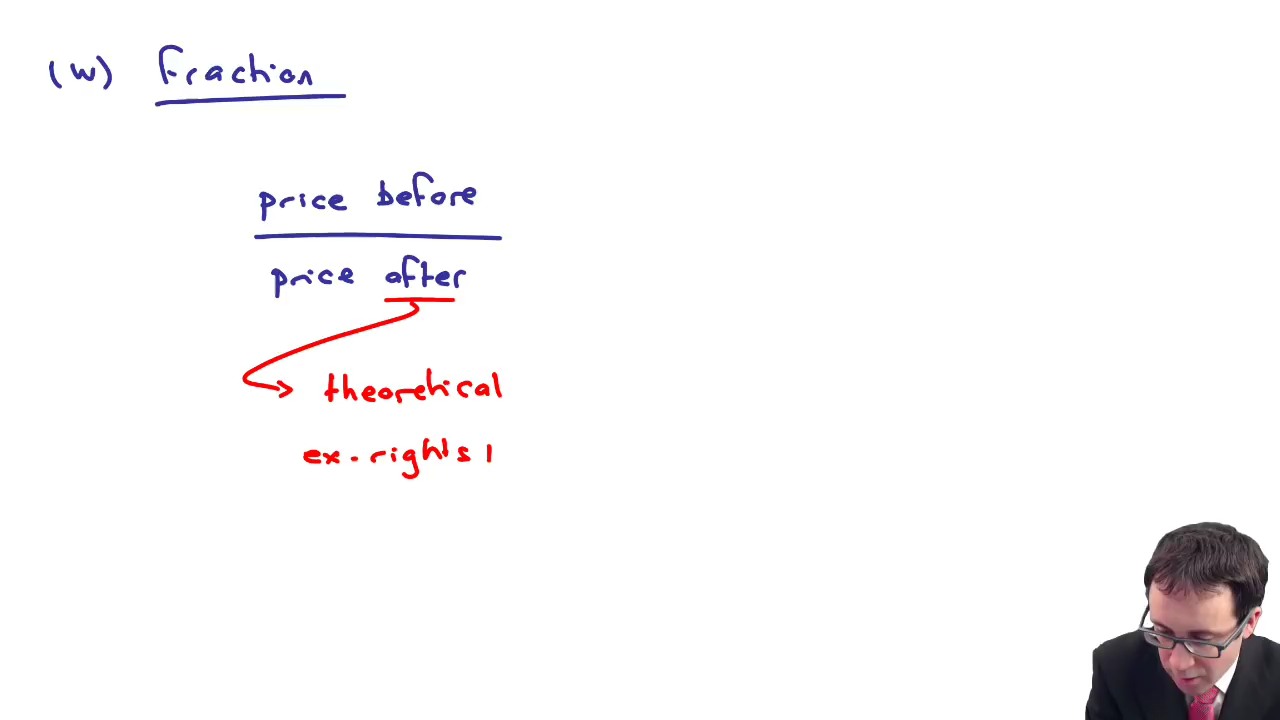 (W) Fraction
price before
price after
theoretical
ex-rights